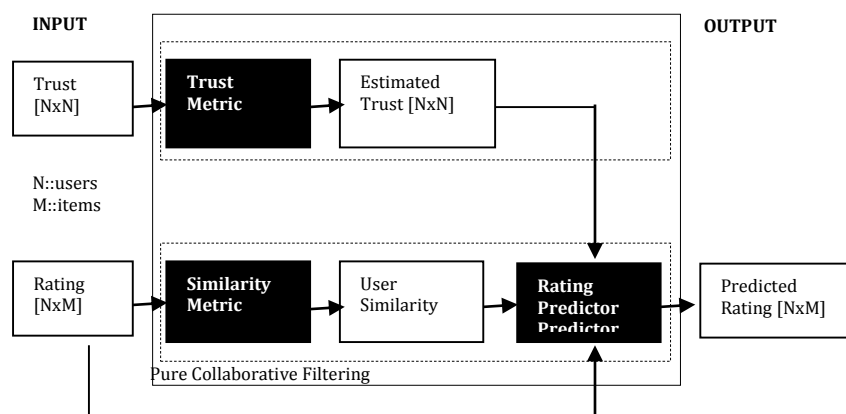 INPUT
OUTPUT
Trust
[NxN]
Trust
Metric
Estimated
Trust [NxN]
N::users
M::items
Rating
[NxM]
Similarity
Metric
User
Similarity
Rating
Predictor
Predictor
Predicted
Rating [NxM]
Pure Collaborative Filtering